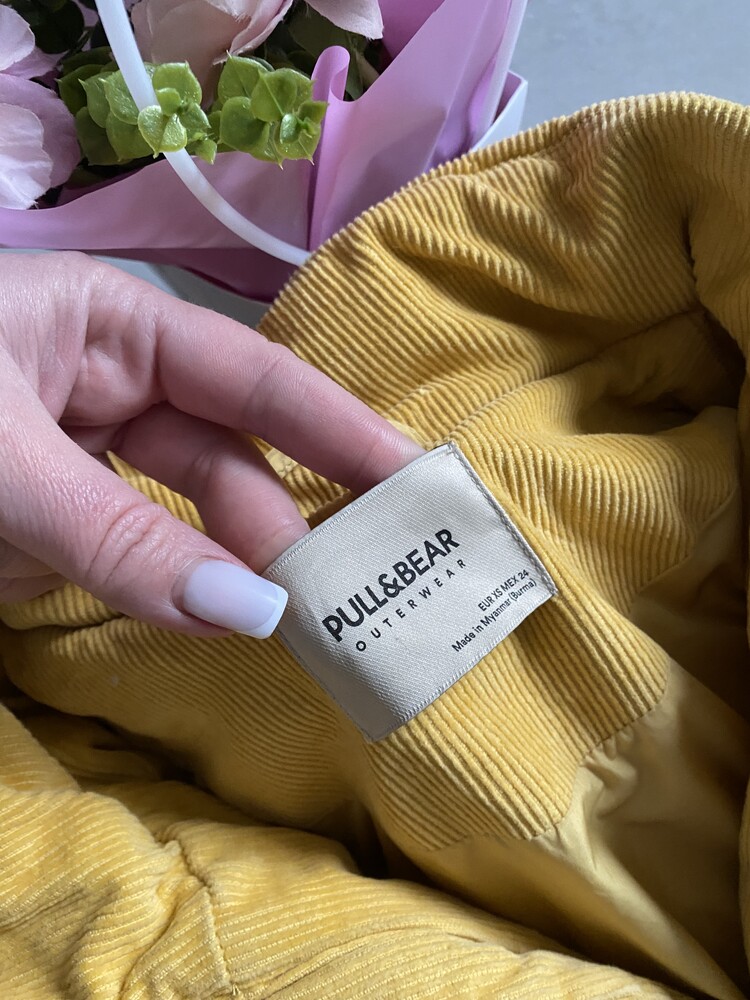 PULL&BEAR
OUTERWEAR
EUR XS MEX 24
Made in Myanmar (Burma)